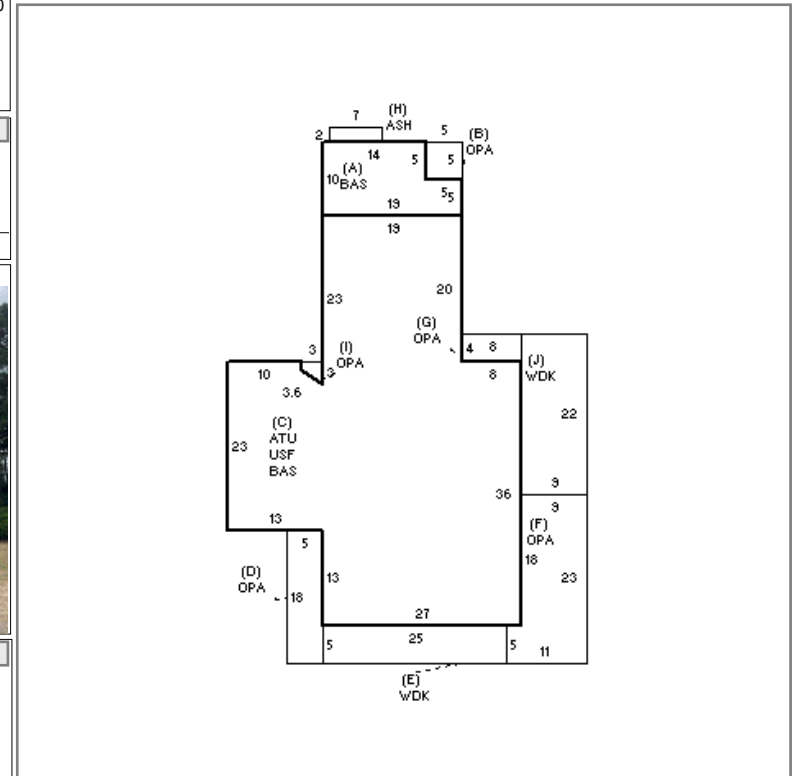 7
(H)
ASH
2
5
(B)
OPA
14
5
5
10
(A)
BAS
5
5
19
19
23
20
(G)
OPA
4
8
3
(I)
OPA
3
10
3.6
8
(J)
WDK
22
(C)
ATU
USF
BAS
23
9
36
9
13
(F)
OPA
18
23
5
(D)
OPA
18
13
27
5
25
5
11
(E)
WDK